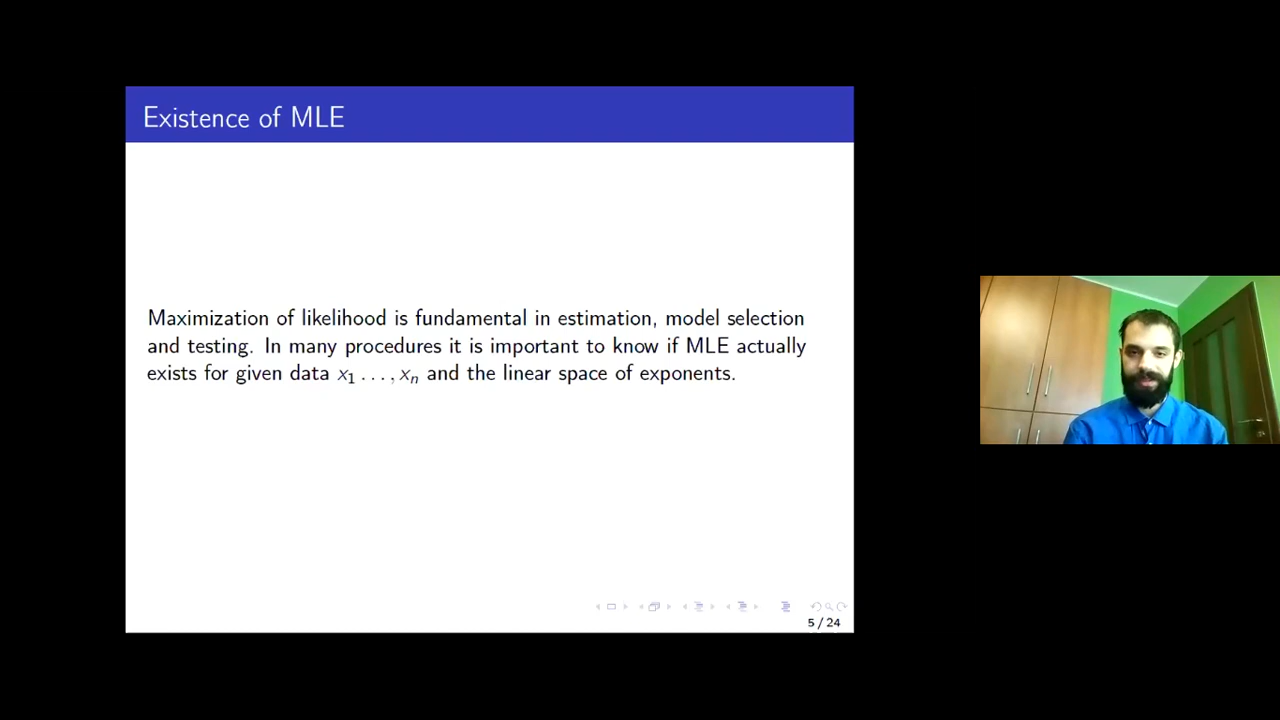 Existence of MLE
Maximization of likelihood is fundamental in estimation, model selection
and testing. In many procedures it is important to know if MLE actually
exists for given data x₁ . . . , xₙ and the linear space of exponents.
5 / 24